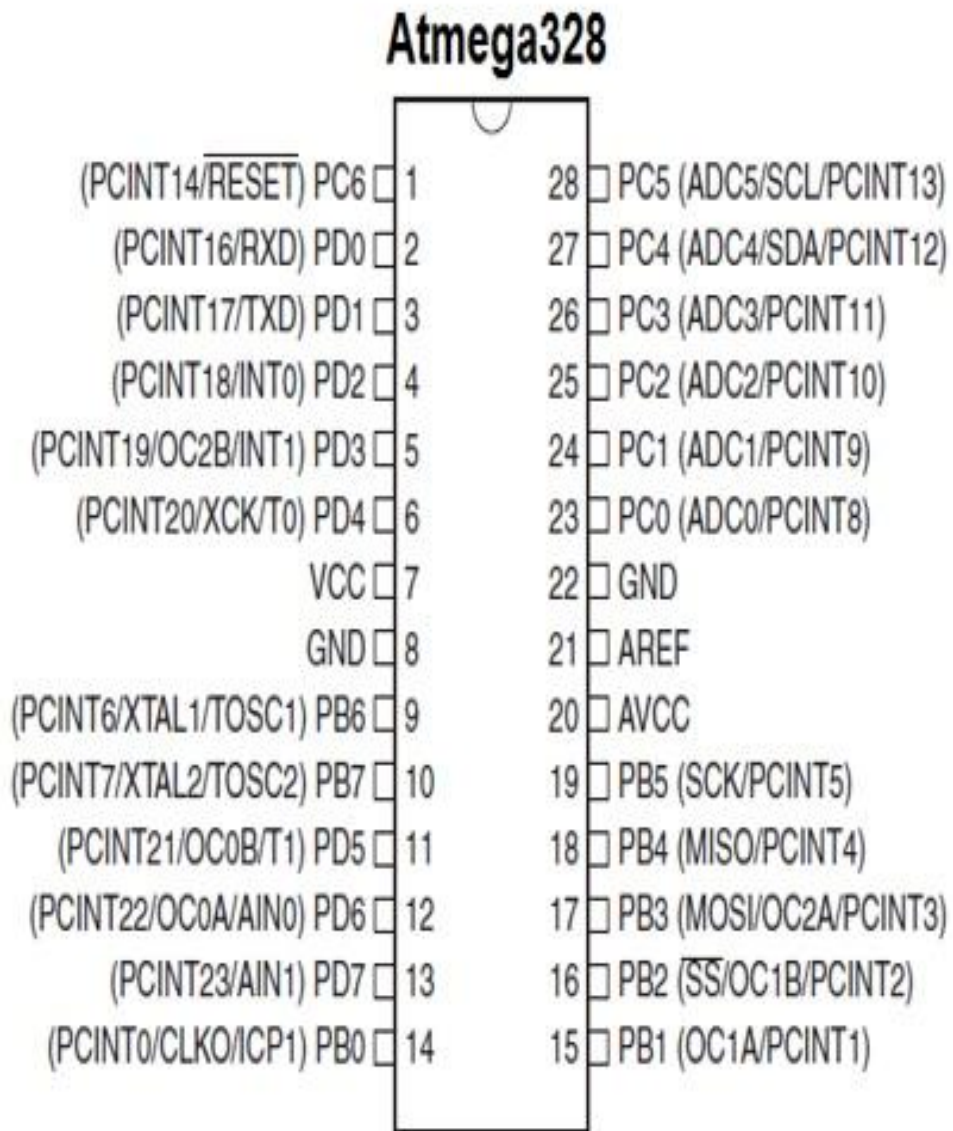 Atmega328
(PCINT14/RESET) PC6 1 28 PC5 (ADC5/SCL/PCINT13)
(PCINT16/RXD) PD0 2 27 PC4 (ADC4/SDA/PCINT12)
(PCINT17/TXD) PD1 3 26 PC3 (ADC3/PCINT11)
(PCINT18/INT0) PD2 4 25 PC2 (ADC2/PCINT10)
(PCINT19/OC2B/INT1) PD3 5 24 PC1 (ADC1/PCINT9)
(PCINT20/XCK/T0) PD4 6 23 PC0 (ADC0/PCINT8)
VCC 7 22 GND
GND 8 21 AREF
(PCINT6/XTAL1/TOSC1) PB6 9 20 AVCC
(PCINT7/XTAL2/TOSC2) PB7 10 19 PB5 (SCK/PCINT5)
(PCINT21/OC0B/T1) PD5 11 18 PB4 (MISO/PCINT4)
(PCINT22/OC0A/AIN0) PD6 12 17 PB3 (MOSI/OC2A/PCINT3)
(PCINT23/AIN1) PD7 13 16 PB2 (SS/OC1B/PCINT2)
(PCINT0/CLKO/ICP1) PB0 14 15 PB1 (OC1A/PCINT1)